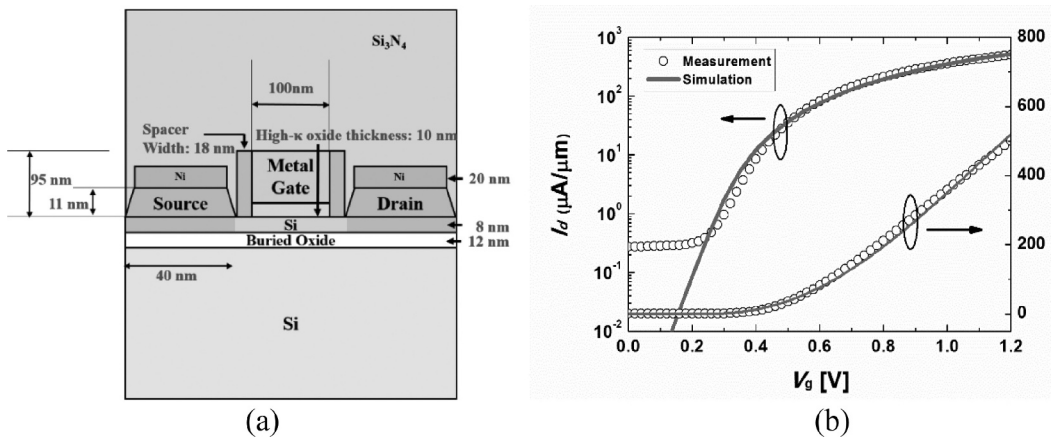 (a)
Si3N4
100nm
Spacer
Width: 18 nm
High-κ oxide thickness: 10 nm
95 nm
11 nm
Ni
Metal
Gate
Ni
20 nm
Source
Drain
Si
8 nm
Buried Oxide
12 nm
40 nm
Si
(a)
(b)
10^3
10^2
10^1
10^0
10^-1
10^-2
Id (μA/μm)
Measurement
Simulation
800
600
400
200
0
0.0 0.2 0.4 0.6 0.8 1.0 1.2
Vg [V]
(b)